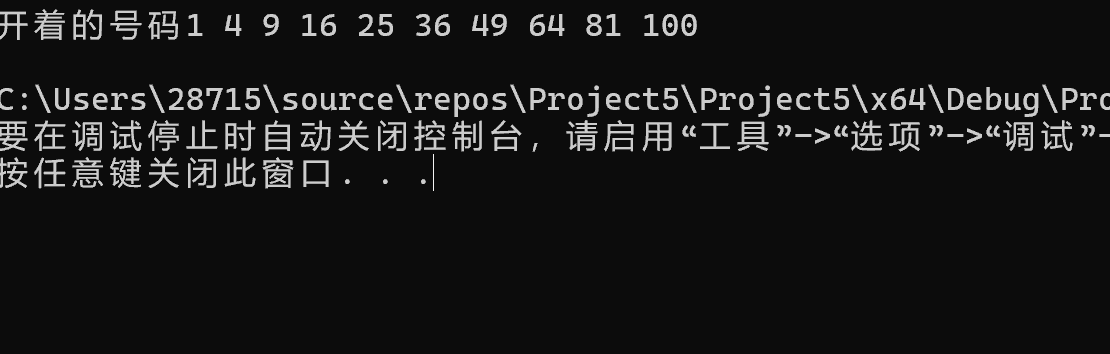 开着的号码1 4 9 16 25 36 49 64 81 100
C:\Users\28715\source\repos\Project5\Project5\x64\Debug\Pro
要在调试停止时自动关闭控制台，请启用“工具”->“选项”->“调试”-
按任意键关闭此窗口. . .